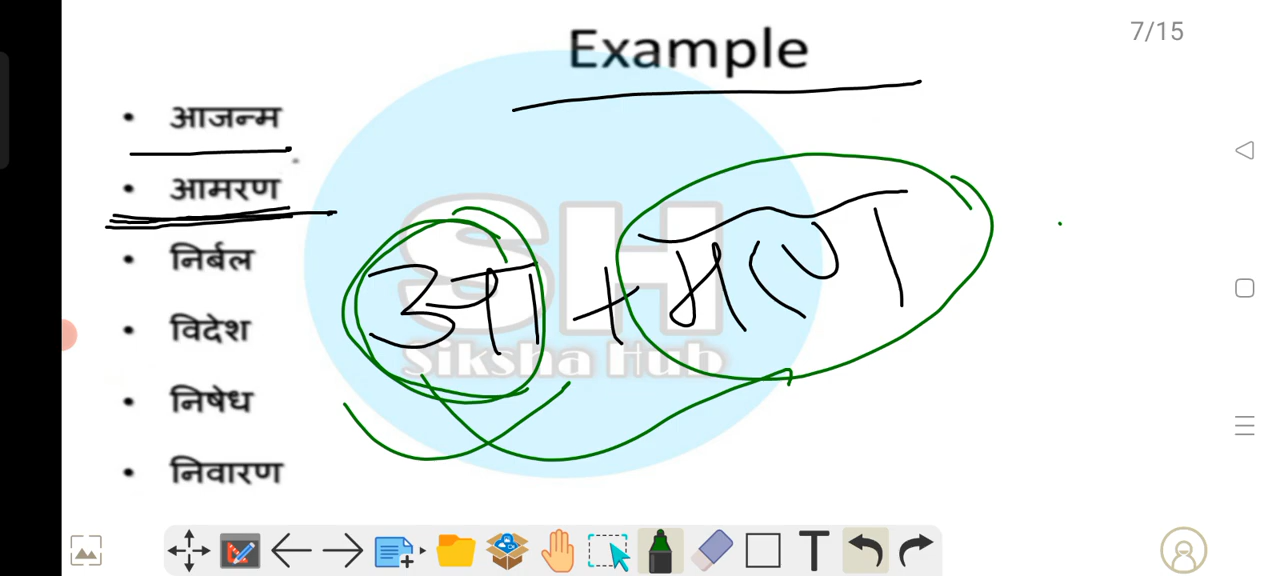 7/15
Example
• आजन्म
• आमरण
• निर्बल
• विदेश
• निषेध
• निवारण
आ + मरण
SH
Siksha Hub
T